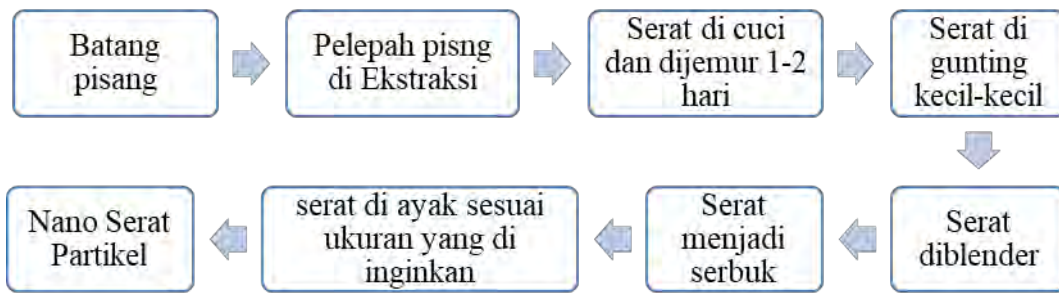 Batang
pisang
Pelepah pisng
di Ekstraksi
Serat di cuci
dan dijemur 1-2
hari
Serat di
gunting
kecil-kecil
Serat
diblender
Serat
menjadi
serbuk
serat di ayak sesuai
ukuran yang di
inginkan
Nano Serat
Partikel